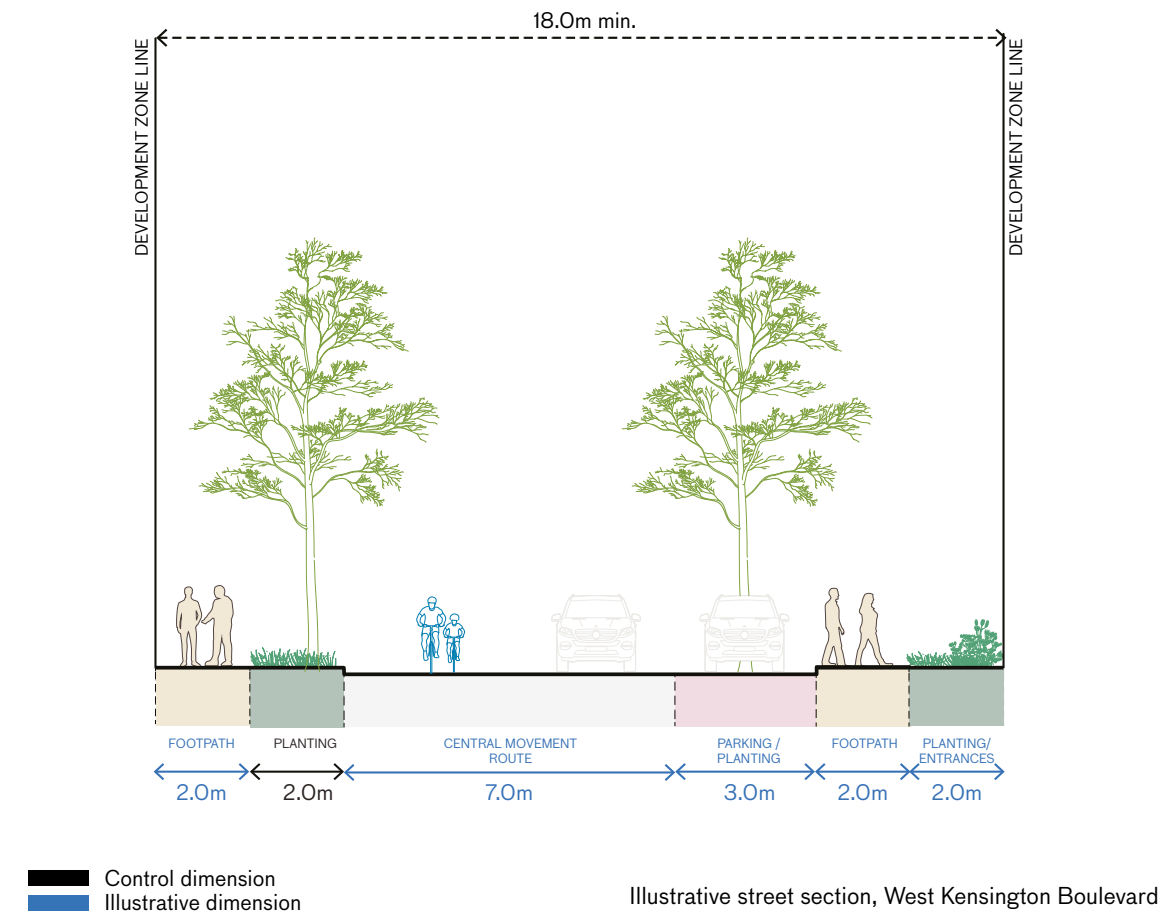 18.0m min.
DEVELOPMENT ZONE LINE
DEVELOPMENT ZONE LINE
FOOTPATH
PLANTING
CENTRAL MOVEMENT
ROUTE
PARKING /
PLANTING
FOOTPATH
PLANTING/
ENTRANCES
2.0m
2.0m
7.0m
3.0m
2.0m
2.0m
Control dimension
Illustrative dimension
Illustrative street section, West Kensington Boulevard